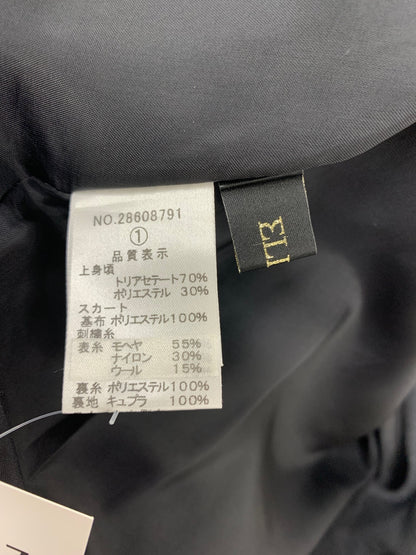 NO.28608791
①
品質表示
上身頃
トリアセテート70%
ポリエステル 30%
スカート
基布 ポリエステル100%
刺繍糸
表糸 モヘヤ 55%
ナイロン 30%
ウール 15%
裏糸 ポリエステル100%
裏地 キュプラ 100%